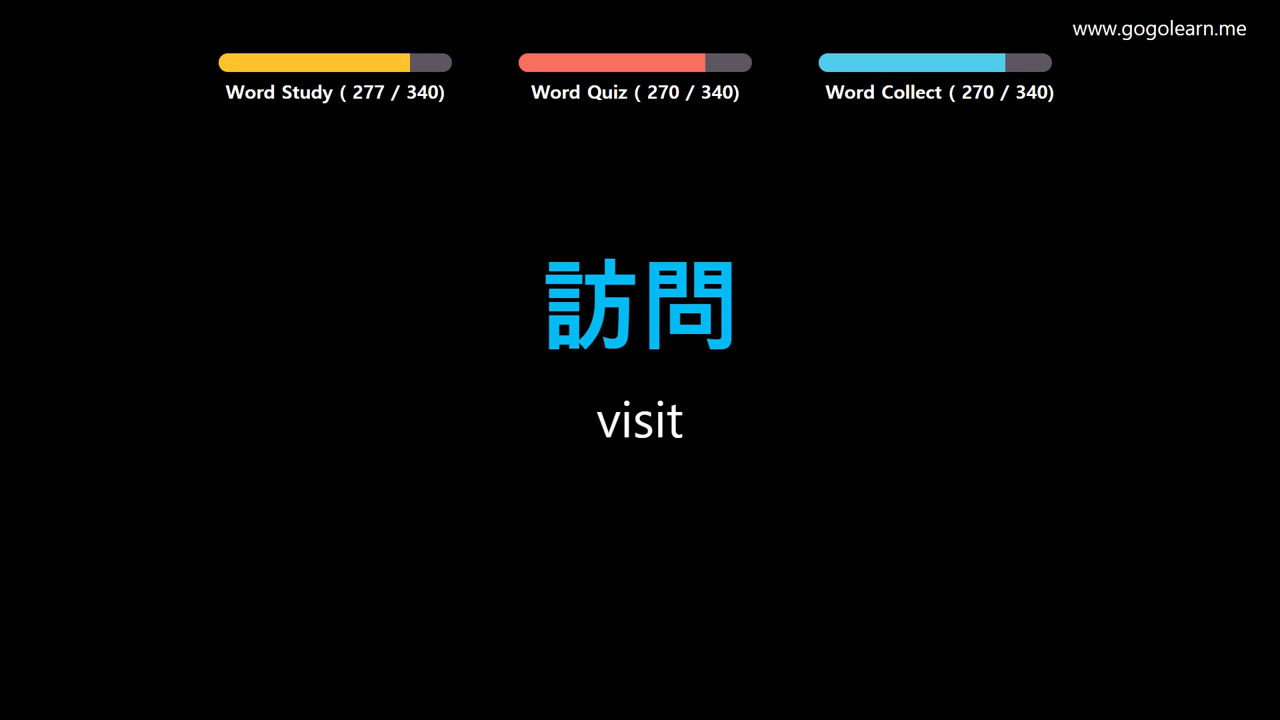 www.gogolearn.me
Word Study ( 277 / 340)
Word Quiz ( 270 / 340)
Word Collect ( 270 / 340)
訪問
visit